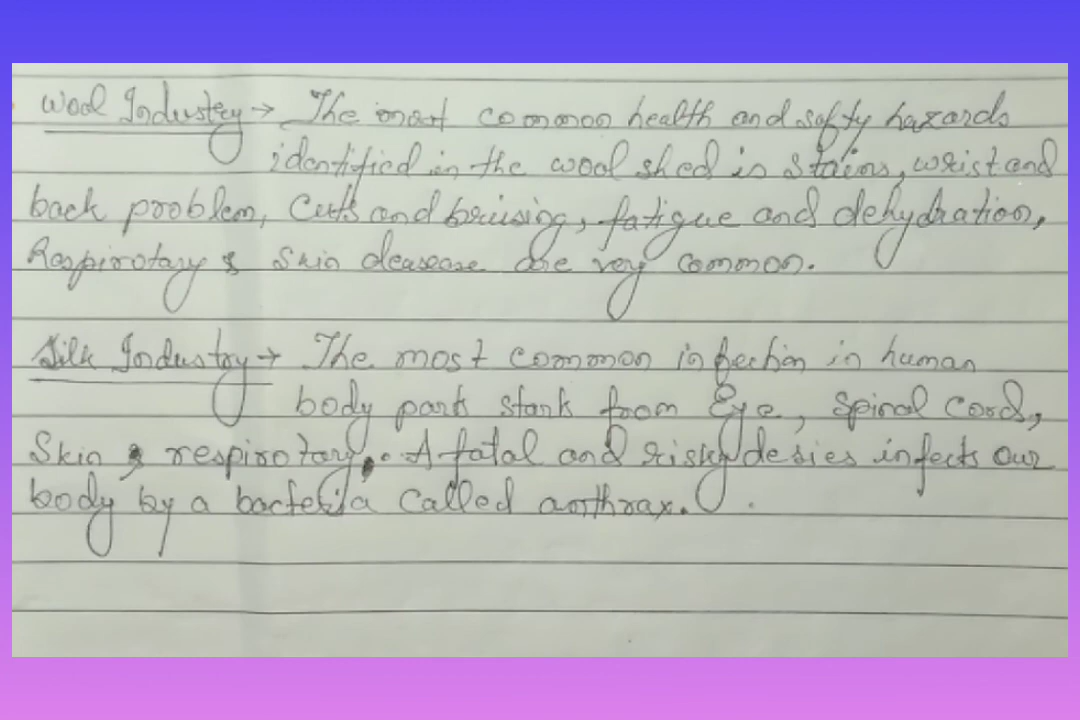 Wool Industry → The most common health and safty hazards
identified in the wool shed is stains, wrist and
back problem, Cuts and bruising, fatigue and dehydration,
Respirotary & Skin deasease are very common.
Silk Industry → The most common infection in human
body parts stark from Eye, Spinal Cord,
Skin & respirotary. A fatal and risky desies infects our
body by a bacteria called anthrax.